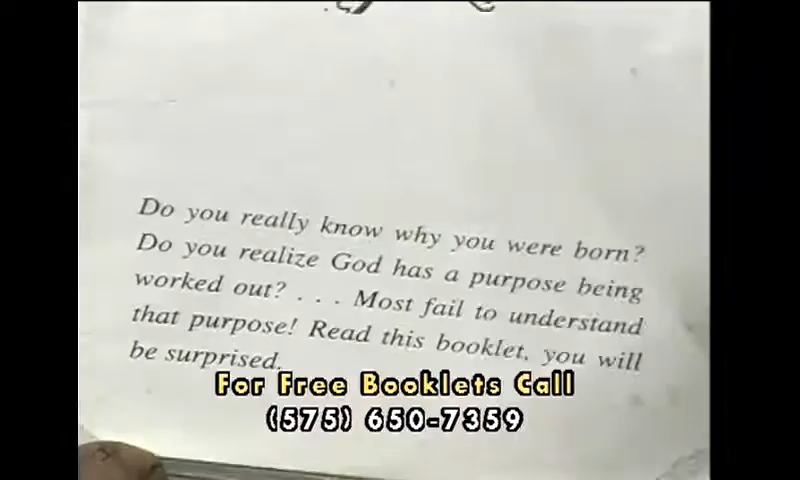 Do you really know why you were born?
Do you realize God has a purpose being
worked out? . . . Most fail to understand
that purpose! Read this booklet, you will
be surprised.
For Free Booklets Call
(575) 650-7359